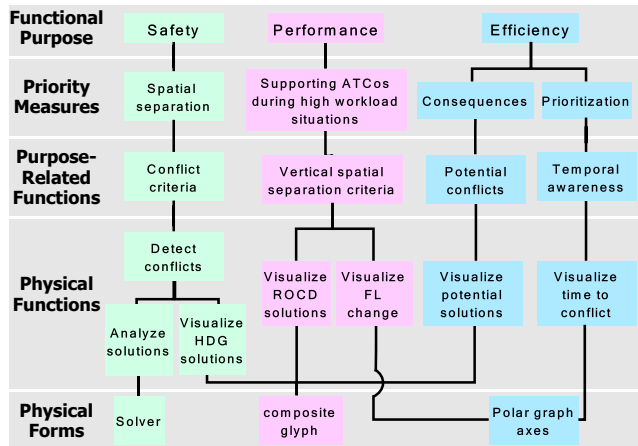 Functional
Purpose
Safety
Performance
Efficiency
Priority
Measures
Spatial
separation
Supporting ATCos
during high workload
situations
Consequences
Prioritization
Purpose-
Related
Functions
Conflict
criteria
Vertical spatial
separation criteria
Potential
conflicts
Temporal
awareness
Physical
Functions
Detect
conflicts
Analyze
solutions
Visualize
HDG
solutions
Visualize
ROCD
solutions
Visualize
FL
change
Visualize
potential
solutions
Visualize
time to
conflict
Physical
Forms
Solver
composite
glyph
Polar graph
axes